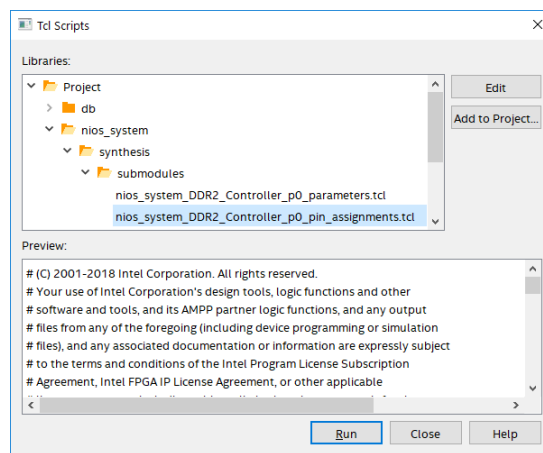 Tcl Scripts
Libraries:
Project
db
nios_system
synthesis
submodules
nios_system_DDR2_Controller_p0_parameters.tcl
nios_system_DDR2_Controller_p0_pin_assignments.tcl
Edit
Add to Project...
Preview:
# (C) 2001-2018 Intel Corporation. All rights reserved.
# Your use of Intel Corporation's design tools, logic functions and other
# software and tools, and its AMPP partner logic functions, and any output
# files from any of the foregoing (including device programming or simulation
# files), and any associated documentation or information are expressly subject
# to the terms and conditions of the Intel Program License Subscription
# Agreement, Intel FPGA IP License Agreement, or other applicable
Run
Close
Help